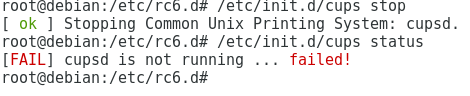 root@debian:/etc/rc6.d# /etc/init.d/cups stop
[ ok ] Stopping Common Unix Printing System: cupsd.
root@debian:/etc/rc6.d# /etc/init.d/cups status
[FAIL] cupsd is not running ... failed!
root@debian:/etc/rc6.d#